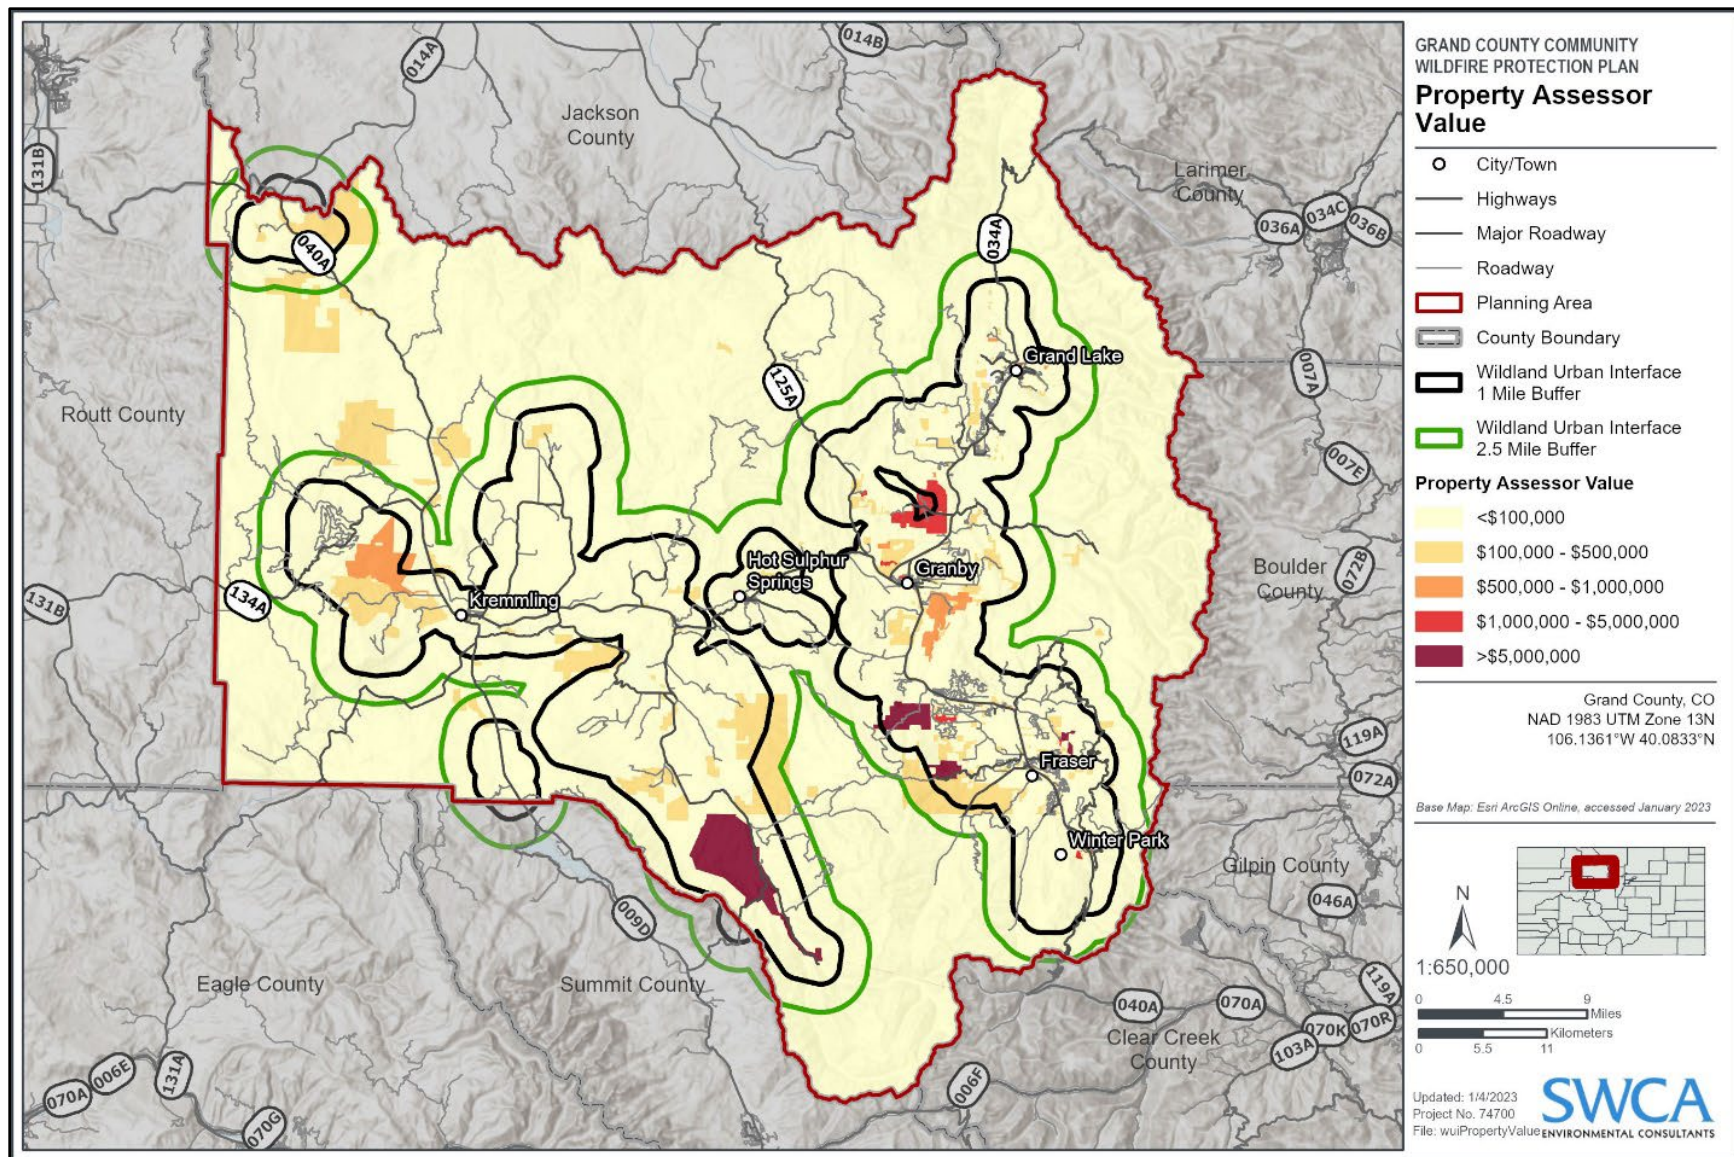 GRAND COUNTY COMMUNITY
WILDFIRE PROTECTION PLAN
Property Assessor
Value
City/Town
Highways
Major Roadway
Roadway
Planning Area
County Boundary
Wildland Urban Interface
1 Mile Buffer
Wildland Urban Interface
2.5 Mile Buffer
Property Assessor Value
<$100,000
$100,000 - $500,000
$500,000 - $1,000,000
$1,000,000 - $5,000,000
>$5,000,000
Grand County, CO
NAD 1983 UTM Zone 13N
106.1361°W 40.0833°N
Base Map: Esri ArcGIS Online, accessed January 2023
N
1:650,000
0 4.5 9
Miles
Kilometers
0 5.5 11
Updated: 1/4/2023
Project No. 74700
File: wuiPropertyValue
SWCA
ENVIRONMENTAL CONSULTANTS
014A
014B
131B
Jackson
County
Larimer
County
036A
034C
036B
040A
034A
Grand Lake
125A
007A
Routt County
007E
Hot Sulphur
Springs
Granby
Boulder
County
072B
131B
134A
Kremmling
119A
Fraser
072A
Winter Park
Gilpin County
046A
009D
Eagle County
Summit County
119A
040A
070A
070K
070R
Clear Creek
County
103A
070A
006E
131A
070G
006F